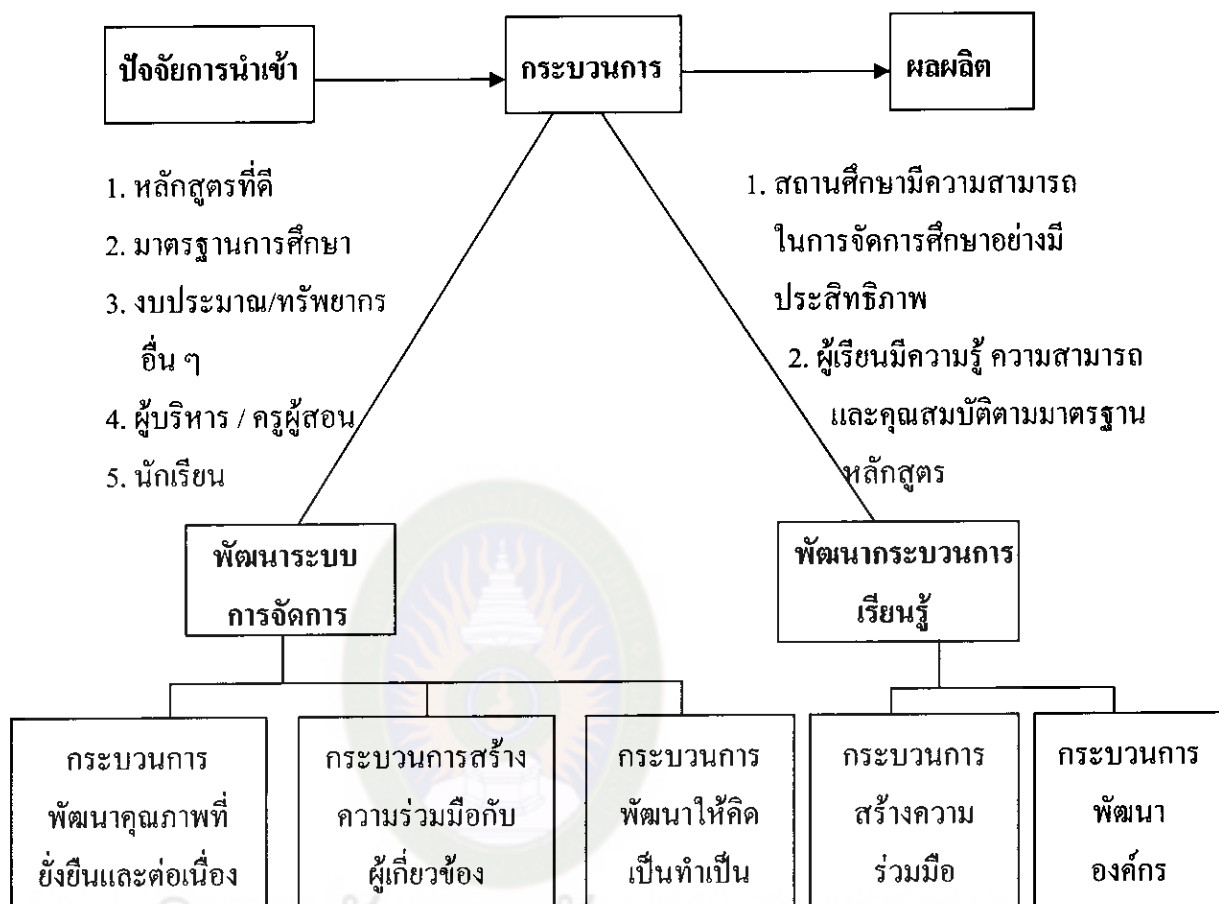 ปัจจัยการนำเข้า
กระบวนการ
ผลผลิต
1. หลักสูตรที่ดี
2. มาตรฐานการศึกษา
3. งบประมาณ/ทรัพยากร
อื่น ๆ
4. ผู้บริหาร / ครูผู้สอน
5. นักเรียน
1. สถานศึกษามีความสามารถ
ในการจัดการศึกษาอย่างมี
ประสิทธิภาพ
2. ผู้เรียนมีความรู้ ความสามารถ
และคุณสมบัติตามมาตรฐาน
หลักสูตร
พัฒนาระบบ
การจัดการ
พัฒนากระบวนการ
เรียนรู้
กระบวนการ
พัฒนาคุณภาพที่
ยั่งยืนและต่อเนื่อง
กระบวนการสร้าง
ความร่วมมือกับ
ผู้เกี่ยวข้อง
กระบวนการ
พัฒนาให้คิด
เป็นทำเป็น
กระบวนการ
สร้างความ
ร่วมมือ
กระบวนการ
พัฒนา
องค์กร